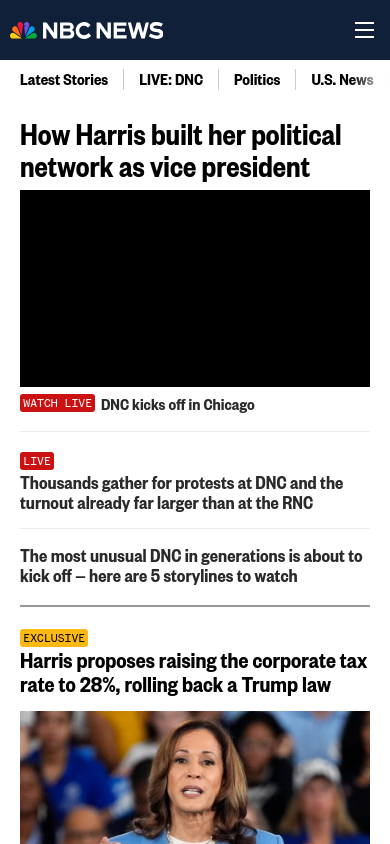 NBC NEWS
Latest Stories
LIVE: DNC
Politics
U.S. News
How Harris built her political
network as vice president
WATCH LIVE DNC kicks off in Chicago
LIVE
Thousands gather for protests at DNC and the
turnout already far larger than at the RNC
The most unusual DNC in generations is about to
kick off – here are 5 storylines to watch
EXCLUSIVE
Harris proposes raising the corporate tax
rate to 28%, rolling back a Trump law